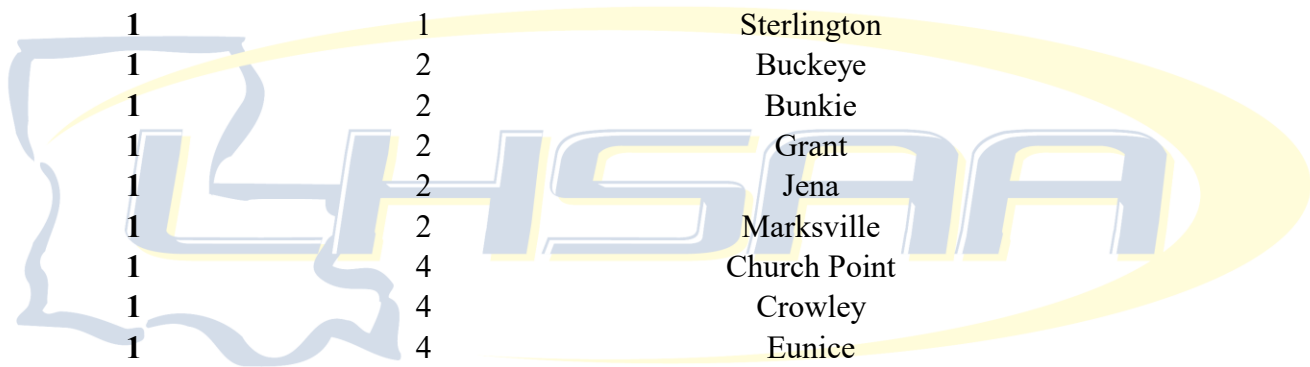 1 1 Sterlington
1 2 Buckeye
1 2 Bunkie
1 2 Grant
1 2 Jena
1 2 Marksville
1 4 Church Point
1 4 Crowley
1 4 Eunice
LHSAA